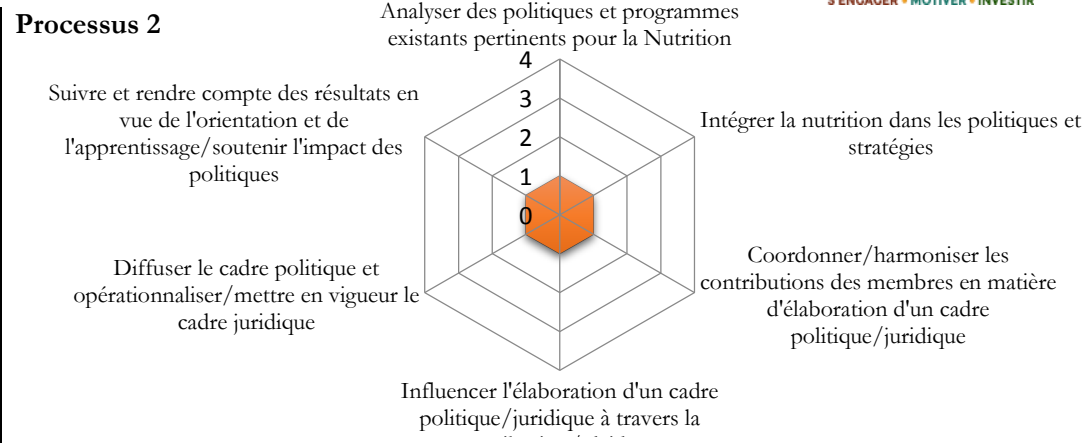 S'ENGAGER • MOTIVER • INVESTIR
Processus 2
Analyser des politiques et programmes
existants pertinents pour la Nutrition
4
3
2
1
0
Intégrer la nutrition dans les politiques et
stratégies
Coordonner/harmoniser les
contributions des membres en matière
d'élaboration d'un cadre
politique/juridique
Influencer l'élaboration d'un cadre
politique/juridique à travers la
Diffuser le cadre politique et
opérationnaliser/mettre en vigueur le
cadre juridique
Suivre et rendre compte des résultats en
vue de l'orientation et de
l'apprentissage/soutenir l'impact des
politiques